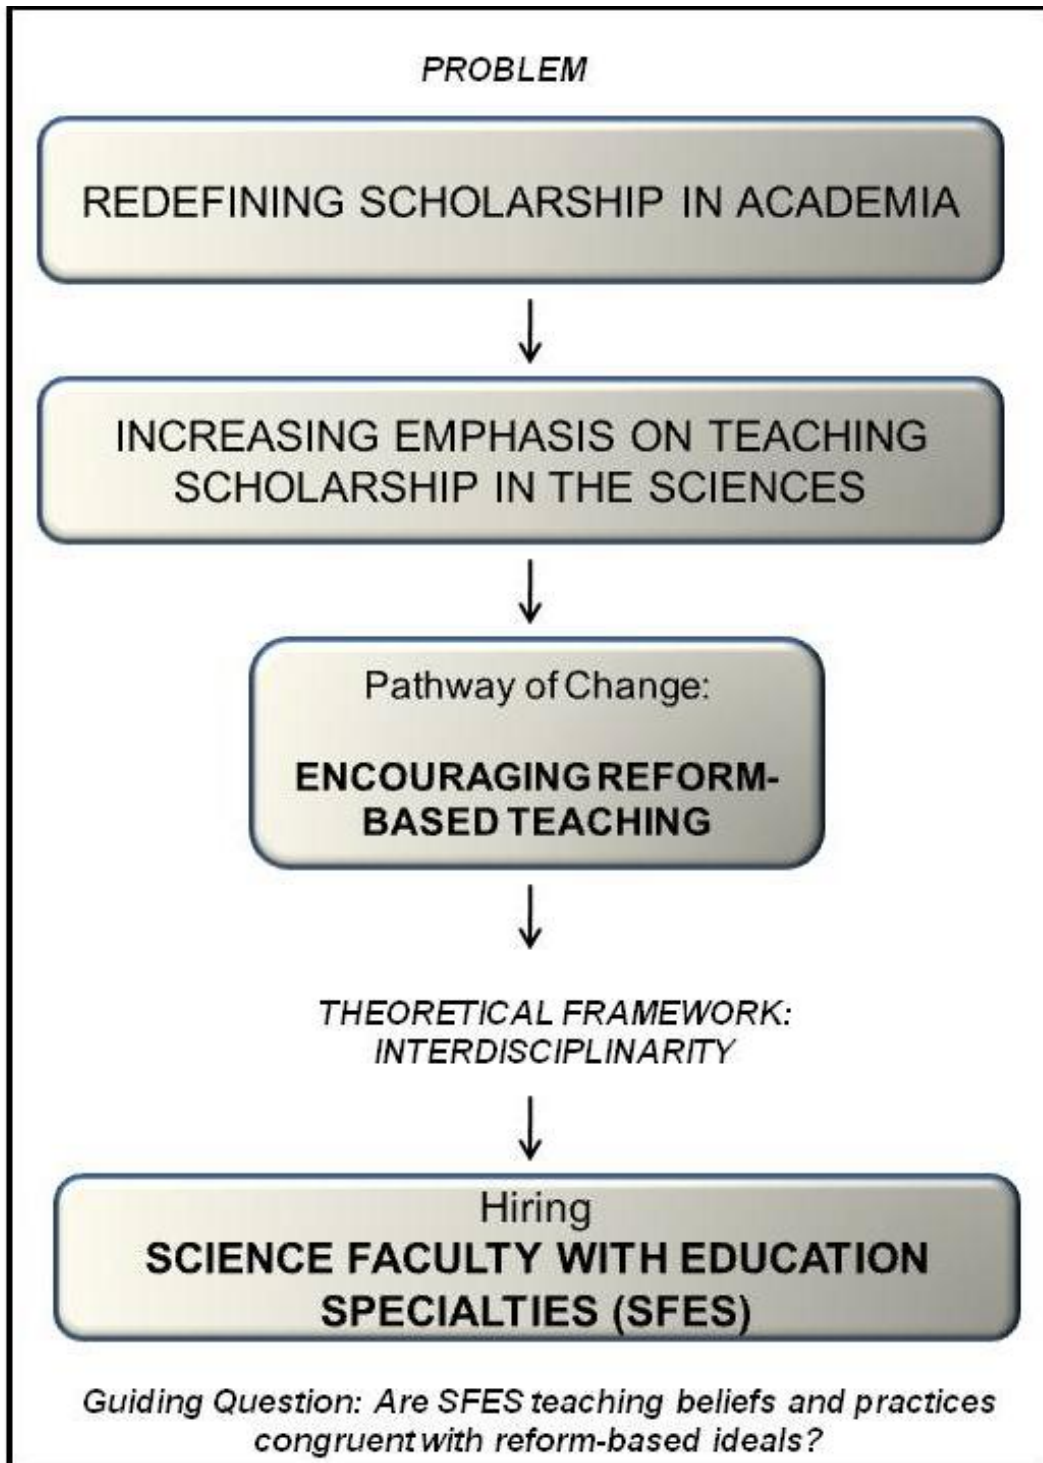 PROBLEM
REDEFINING SCHOLARSHIP IN ACADEMIA
INCREASING EMPHASIS ON TEACHING
SCHOLARSHIP IN THE SCIENCES
Pathway of Change:
ENCOURAGING REFORM-
BASED TEACHING
THEORETICAL FRAMEWORK:
INTERDISCIPLINARITY
Hiring
SCIENCE FACULTY WITH EDUCATION
SPECIALTIES (SFES)
Guiding Question: Are SFES teaching beliefs and practices
congruent with reform-based ideals?